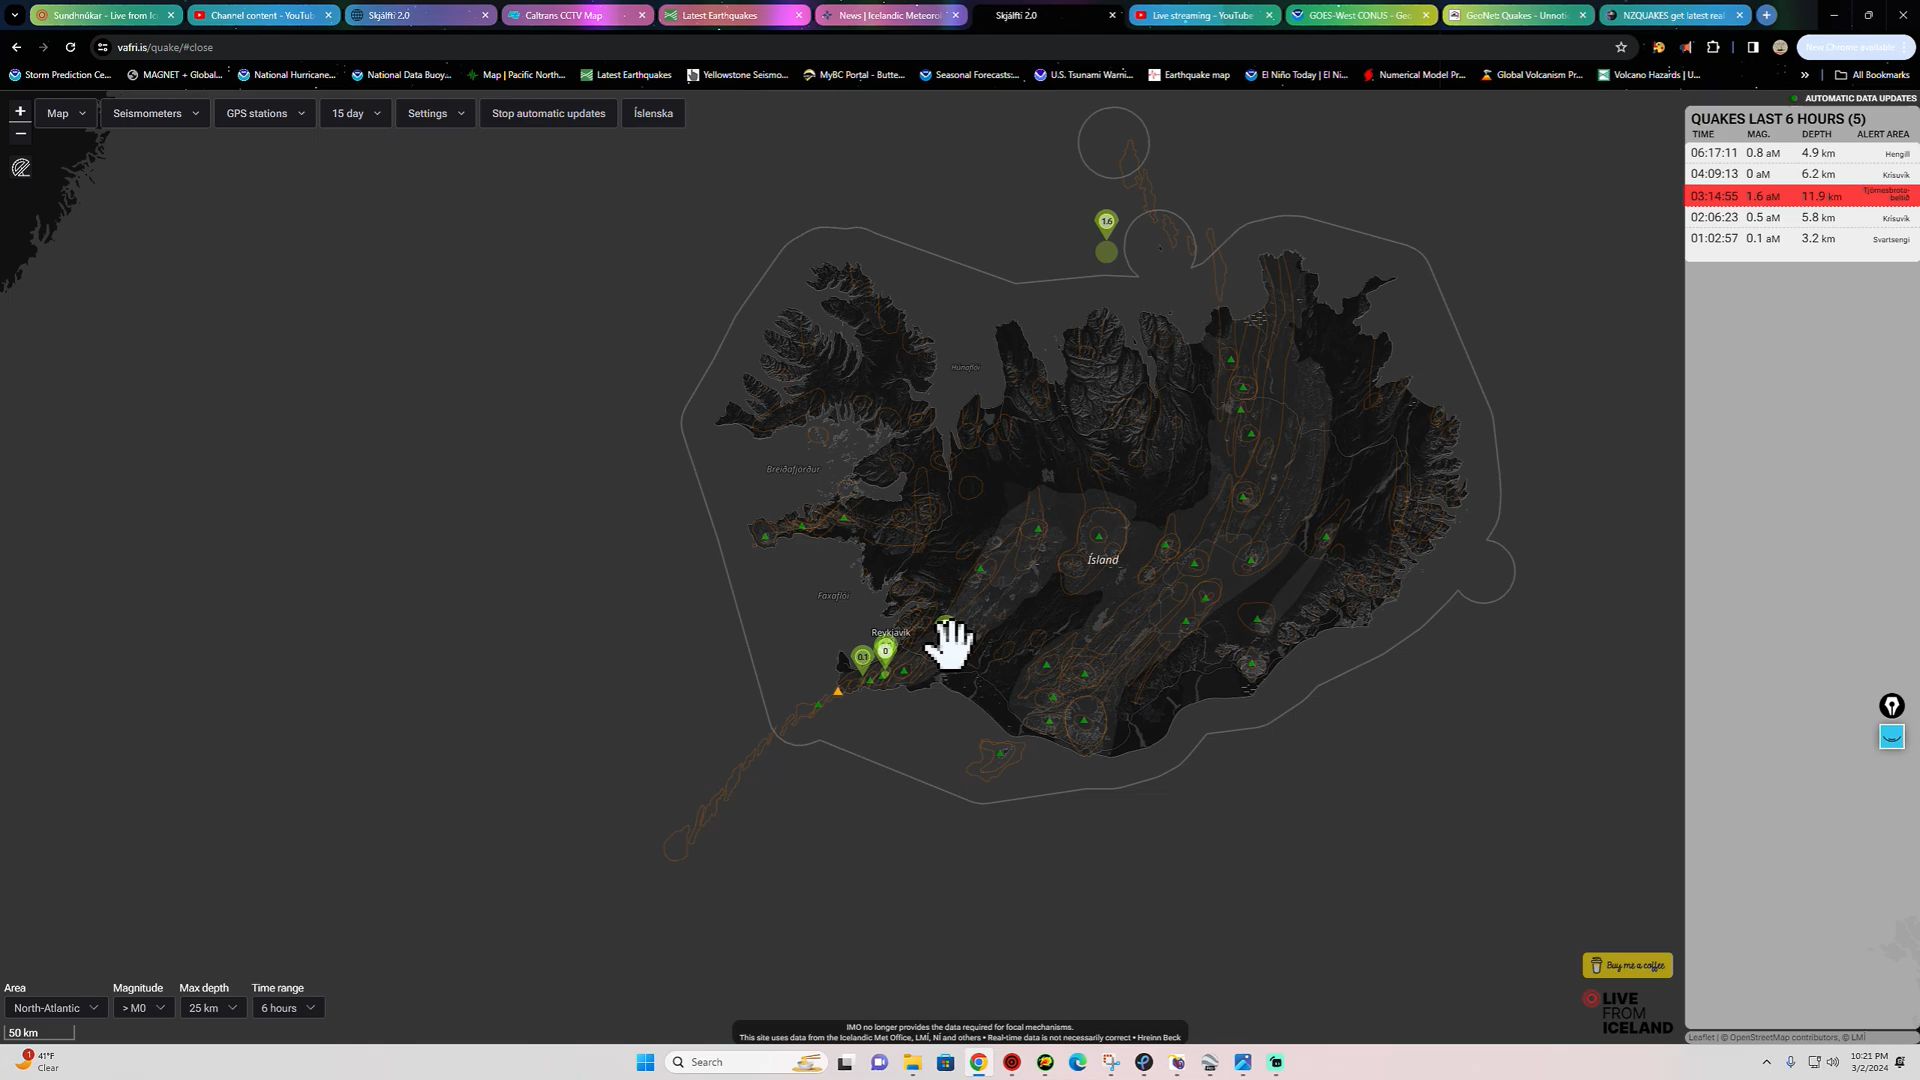 Sundhnúkar - Live from Ic
Channel content - YouTub
Skjálfti 2.0
Caltrans CCTV Map
Latest Earthquakes
News | Icelandic Meteorol
Skjálfti 2.0
Live streaming - YouTube
GOES-West CONUS - Geo
GeoNet: Quakes - Unnotic
NZQUAKES get latest real
vafri.is/quake/#close
New Chrome available
Storm Prediction Ce...
MAGNET + Global...
National Hurricane...
National Data Buoy...
Map | Pacific North...
Latest Earthquakes
Yellowstone Seismo...
MyBC Portal - Butte...
Seasonal Forecasts:...
U.S. Tsunami Warni...
Earthquake map
El Niño Today | El Ni...
Numerical Model Pr...
Global Volcanism Pr...
Volcano Hazards | U...
All Bookmarks
+
−
Map
Seismometers
GPS stations
15 day
Settings
Stop automatic updates
Íslenska
AUTOMATIC DATA UPDATES
QUAKES LAST 6 HOURS (5)
TIME MAG. DEPTH ALERT AREA
06:17:11 0.8 aM 4.9 km Hengill
04:09:13 0 aM 6.2 km Krísuvík
03:14:55 1.6 aM 11.9 km Tjörnesbrota-
beltið
02:06:23 0.5 aM 5.8 km Krísuvík
01:02:57 0.1 aM 3.2 km Svartsengi
1.6
Húnaflói
Breiðafjörður
Ísland
Faxaflói
Reykjavík
0.1
0
Buy me a coffee
LIVE
FROM
ICELAND
Area
Magnitude
Max depth
Time range
North-Atlantic
> M0
25 km
6 hours
50 km
IMO no longer provides the data required for focal mechanisms.
This site uses data from the Icelandic Met Office, LMÍ, NÍ and others • Real-time data is not necessarily correct • Hreinn Beck
Leaflet | © OpenStreetMap contributors, © LMÍ
1
41°F
Clear
Search
10:21 PM
3/2/2024